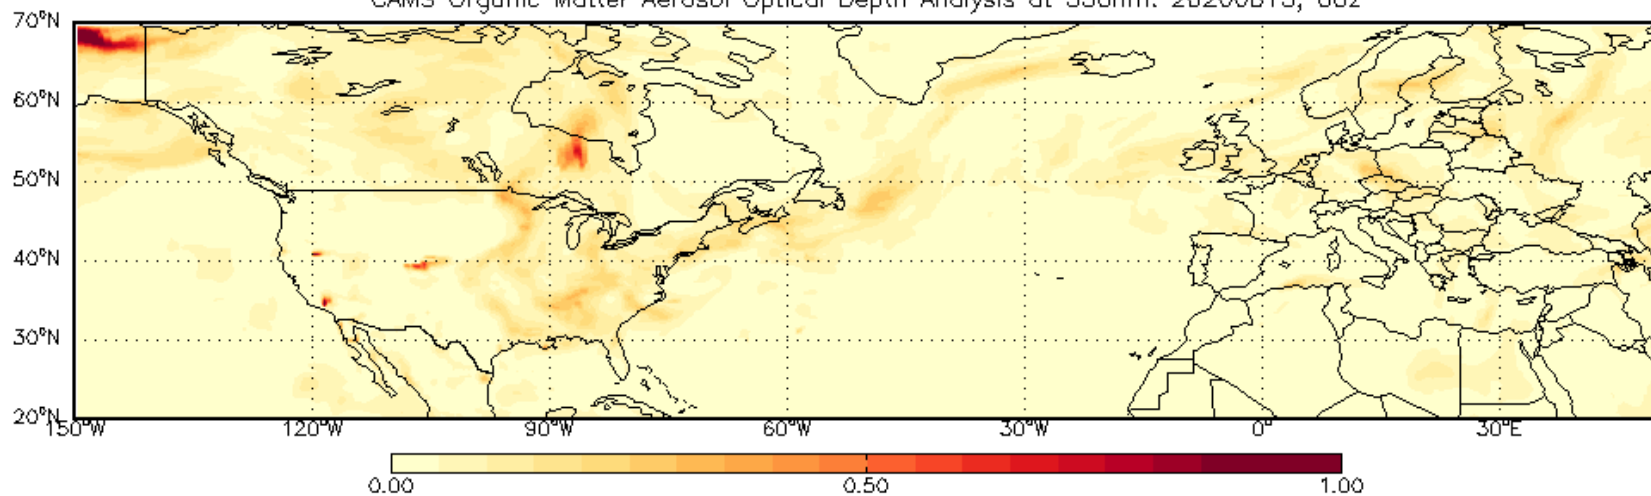 CAMS Organic Matter Aerosol Optical Depth Analysis at 550nm.
70°N
60°N
50°N
40°N
30°N
20°N
150°W 120°W 90°W 60°W 30°W 0° 30°E
0.00 0.50 1.00